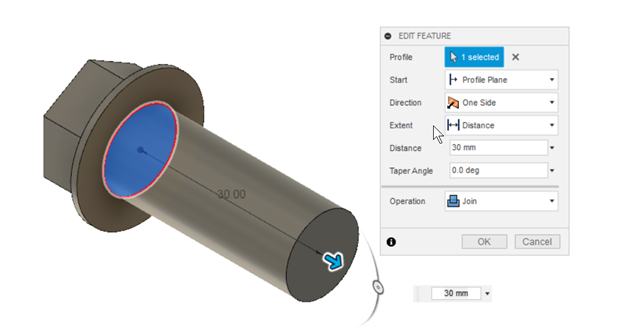 EDIT FEATURE
Profile 1 selected
Start Profile Plane
Direction One Side
Extent Distance
Distance 30 mm
Taper Angle 0.0 deg
Operation Join
OK Cancel
30.00
30 mm